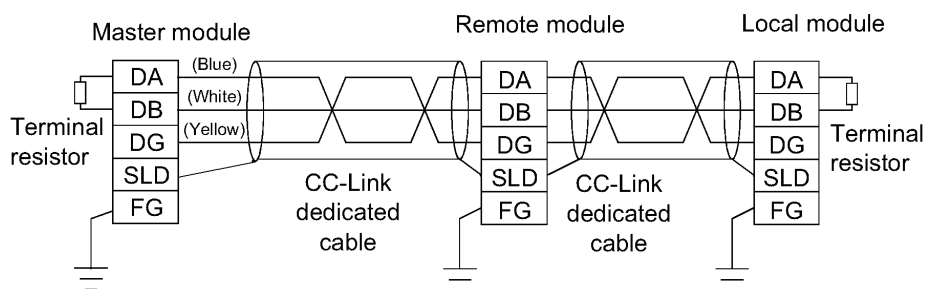 Master module
Remote module
Local module
DA
DB
DG
SLD
FG
(Blue)
(White)
(Yellow)
Terminal
resistor
CC-Link
dedicated
cable
DA
DB
DG
SLD
FG
CC-Link
dedicated
cable
DA
DB
DG
SLD
FG
Terminal
resistor